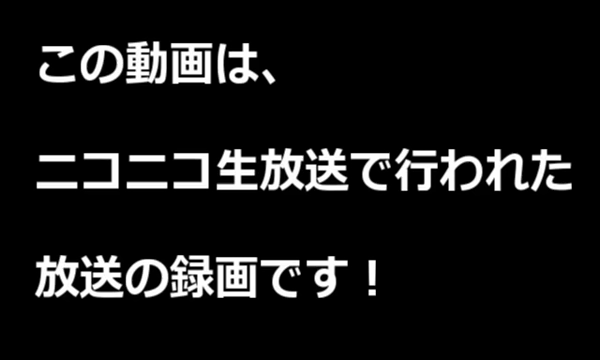 この動画は、
ニコニコ生放送で行われた
放送の録画です！